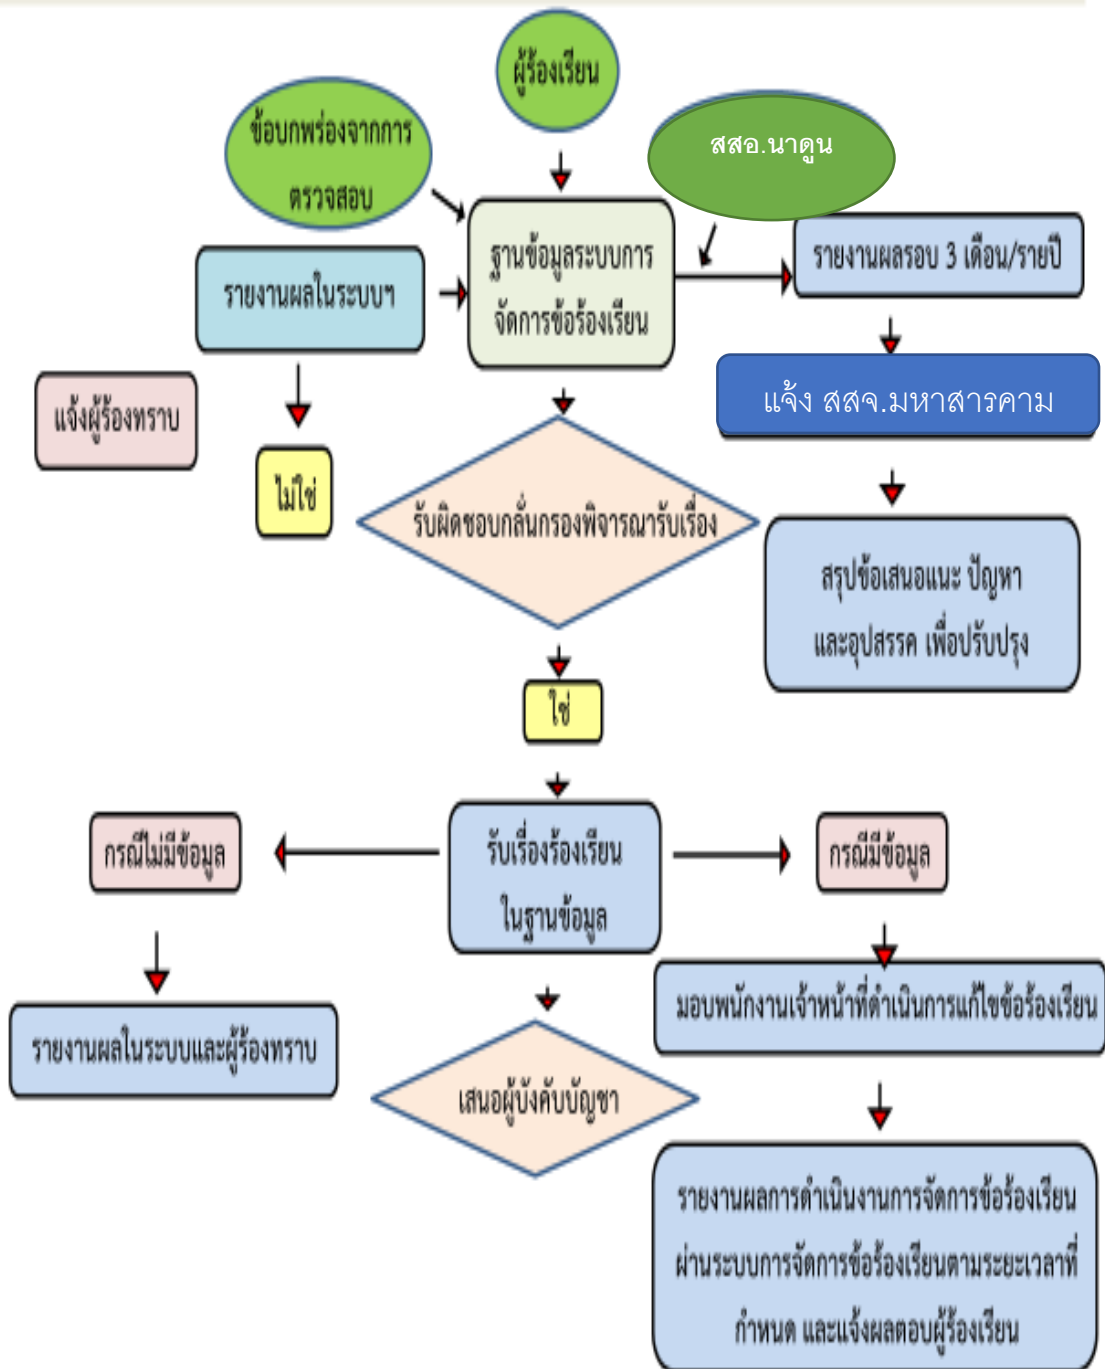 ผู้ร้องเรียน
ข้อบกพร่องจากการ
ตรวจสอบ
สสอ.นาดูน
ฐานข้อมูลระบบการ
จัดการข้อร้องเรียน
รายงานผลรอบ 3 เดือน/รายปี
รายงานผลในระบบฯ
แจ้งผู้ร้องทราบ
แจ้ง สสจ.มหาสารคาม
ไม่ใช่
รับผิดชอบกลั่นกรองพิจารณารับเรื่อง
สรุปข้อเสนอแนะ ปัญหา
และอุปสรรค เพื่อปรับปรุง
ใช่
กรณีไม่มีข้อมูล
รับเรื่องร้องเรียน
ในฐานข้อมูล
กรณีมีข้อมูล
มอบพนักงานเจ้าหน้าที่ดำเนินการแก้ไขข้อร้องเรียน
รายงานผลในระบบและผู้ร้องทราบ
เสนอผู้บังคับบัญชา
รายงานผลการดำเนินงานการจัดการข้อร้องเรียน
ผ่านระบบการจัดการข้อร้องเรียนตามระยะเวลาที่
กำหนด และแจ้งผลตอบผู้ร้องเรียน